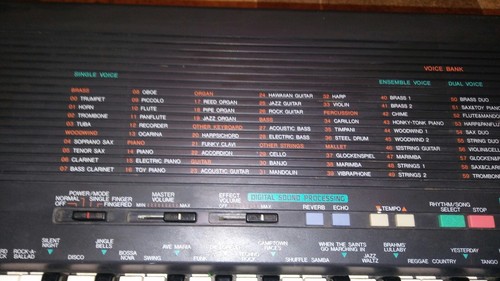 VOICE BANK
SINGLE VOICE
ENSEMBLE VOICE
DUAL VOICE
BRASS
00 TRUMPET
01 HORN
02 TROMBONE
03 TUBA
WOODWIND
04 SOPRANO SAX
05 TENOR SAX
06 CLARINET
07 BRASS CLARINET
08 OBOE
09 PICCOLO
10 FLUTE
11 PANFLUTE
12 RECORDER
13 OCARINA
PIANO
14 PIANO
15 ELECTRIC PIANO
16 TOY PIANO
ORGAN
17 REED ORGAN
18 PIPE ORGAN
19 JAZZ ORGAN
OTHER KEYBOARD
20 HARPSICHORD
21 FUNKY CLAVI
22 ACCORDION
GUITAR
23 ACOUSTIC GUITAR
24 HAWAIIAN GUITAR
25 JAZZ GUITAR
26 ROCK GUITAR
BASS
27 ACOUSTIC BASS
28 ELECTRIC BASS
OTHER STRINGS
29 CELLO
30 BANJO
31 MANDOLIN
32 HARP
33 VIOLIN
PERCUSSION
34 CARILLON
35 TIMPANI
36 STEEL DRUM
MALLET
37 GLOCKENSPIEL
38 MARIMBA
39 VIBRAPHONE
40 BRASS 1
41 BRASS 2
42 CHIME
43 HONKY-TONK PIANO
44 WOODWIND 1
45 WOODWIND 2
46 STRING
47 MARIMBA
48 STRINGS 1
49 STRINGS 2
50 BRASS DUO
POWER/MODE
NORMAL
SINGLE FINGER
OFF
FINGERED
MASTER
VOLUME
MIN
MAX
EFFECT
VOLUME
MAX
DIGITAL SOUND PROCESSING
REVERB
ECHO
TEMPO
RHYTHM/SONG
SELECT
STOP
SILENT
NIGHT
JINGLE
BELLS
AVE MARIA
CAMPTOWN
RACES
WHEN THE SAINTS
GO MARCHING IN
BRAHMS'
LULLABY
YESTERDAY
ROCK-A-
BALLAD
DISCO
BOSSA
NOVA
SWING
FUNK
TECHNO
SHUFFLE
SAMBA
JAZZ
WALTZ
REGGAE
COUNTRY
TANGO